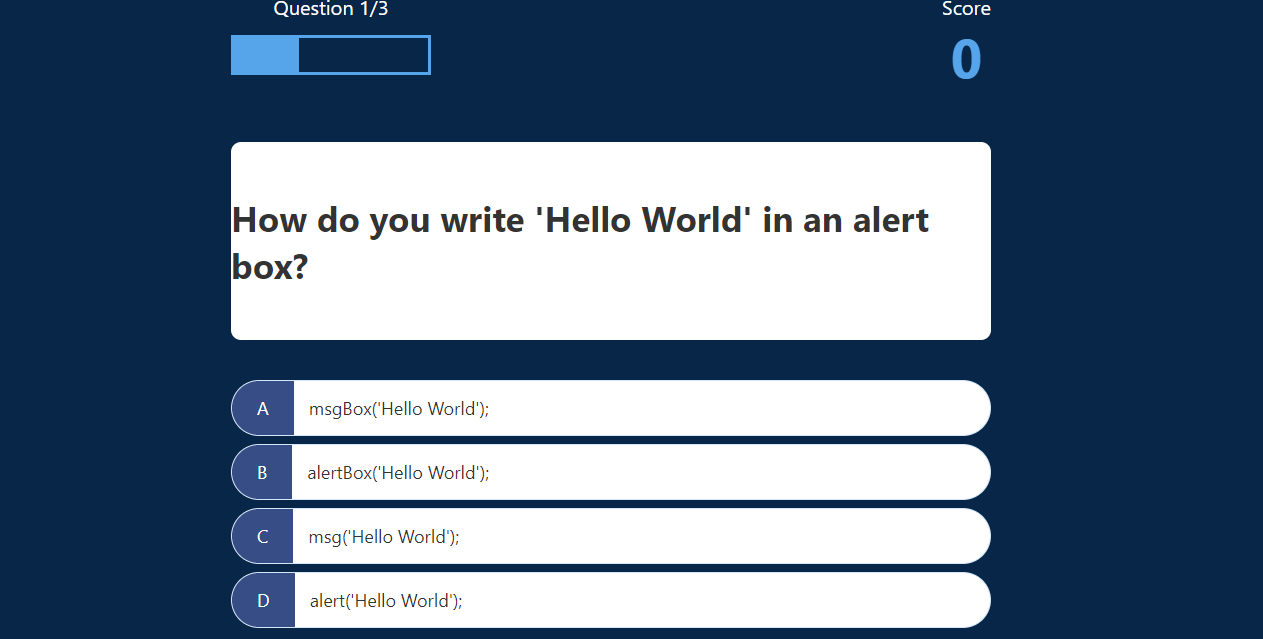 Question 1/3
Score
0
How do you write 'Hello World' in an alert
box?
A msgBox('Hello World');
B alertBox('Hello World');
C msg('Hello World');
D alert('Hello World');